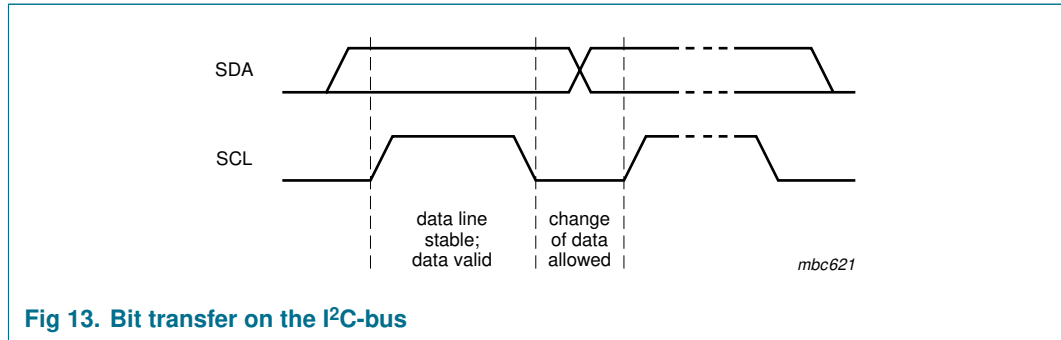 SDA
SCL
data line
stable;
data valid
change
of data
allowed
mbc621
Fig 13. Bit transfer on the I²C-bus